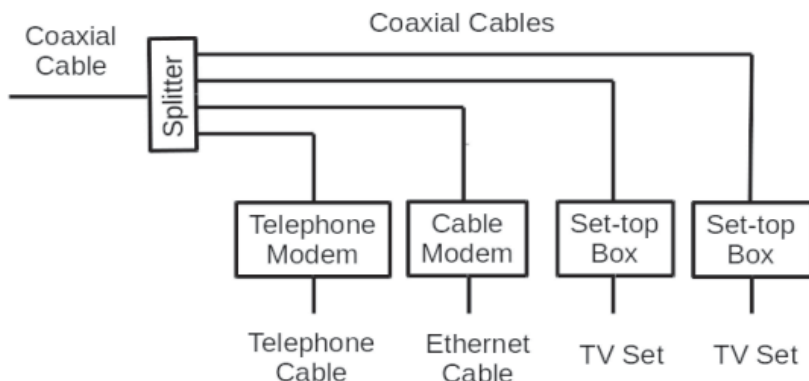 Coaxial
Cable
Coaxial Cables
Splitter
Telephone
Modem
Cable
Modem
Set-top
Box
Set-top
Box
Telephone
Cable
Ethernet
Cable
TV Set
TV Set